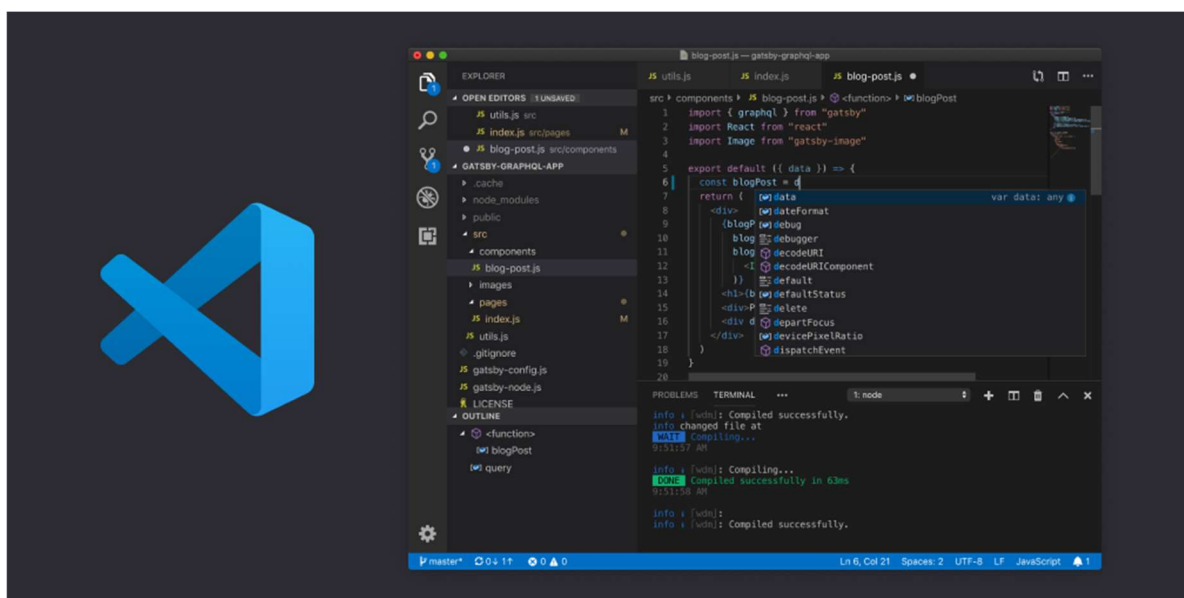 blog-post.js — gatsby-graphql-app
EXPLORER
OPEN EDITORS 1 UNSAVED
JS utils.js src
JS index.js src/pages M
JS blog-post.js src/components
GATSBY-GRAPHQL-APP
.cache
node_modules
public
src
components
JS blog-post.js
images
pages
JS index.js M
JS utils.js
.gitignore
JS gatsby-config.js
JS gatsby-node.js
LICENSE
OUTLINE
<function>
blogPost
query
JS utils.js JS index.js JS blog-post.js
src components JS blog-post.js <function> blogPost
1 import { graphql } from "gatsby"
2 import React from "react"
3 import Image from "gatsby-image"
4
5 export default ({ data }) => {
6 const blogPost = d
7 return (
8 <div>
9 {blogP
10 blog
11 blog
12 <I
13 )}
14 <h1>{b
15 <div>P
16 <div d
17 </div>
18 )
19 }
20
data var data: any
dateFormat
debug
debugger
decodeURI
decodeURIComponent
default
defaultStatus
delete
departFocus
devicePixelRatio
dispatchEvent
PROBLEMS TERMINAL ••• 1: node
info ｢wdm｣: Compiled successfully.
info changed file at
WAIT Compiling...
9:51:57 AM
info ｢wdm｣: Compiling...
DONE Compiled successfully in 63ms
9:51:58 AM
info ｢wdm｣:
info ｢wdm｣: Compiled successfully.
master* 0↓ 1↑ 0 0 Ln 6, Col 21 Spaces: 2 UTF-8 LF JavaScript 1